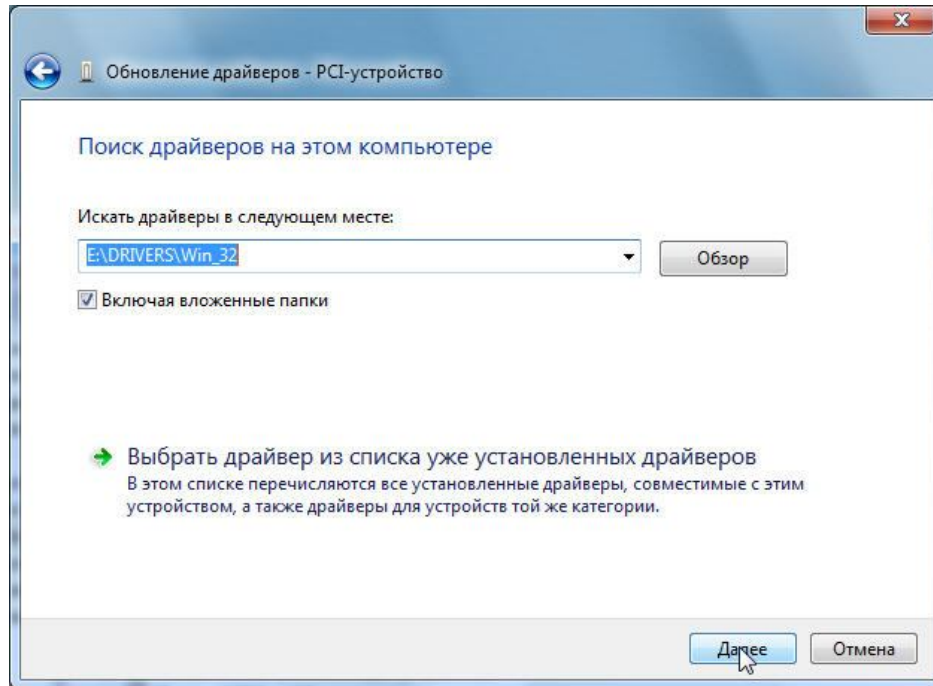 Обновление драйверов - PCI-устройство
Поиск драйверов на этом компьютере
Искать драйверы в следующем месте:
E:\DRIVERS\Win_32
Обзор
Включая вложенные папки
Выбрать драйвер из списка уже установленных драйверов
В этом списке перечисляются все установленные драйверы, совместимые с этим
устройством, а также драйверы для устройств той же категории.
Далее
Отмена